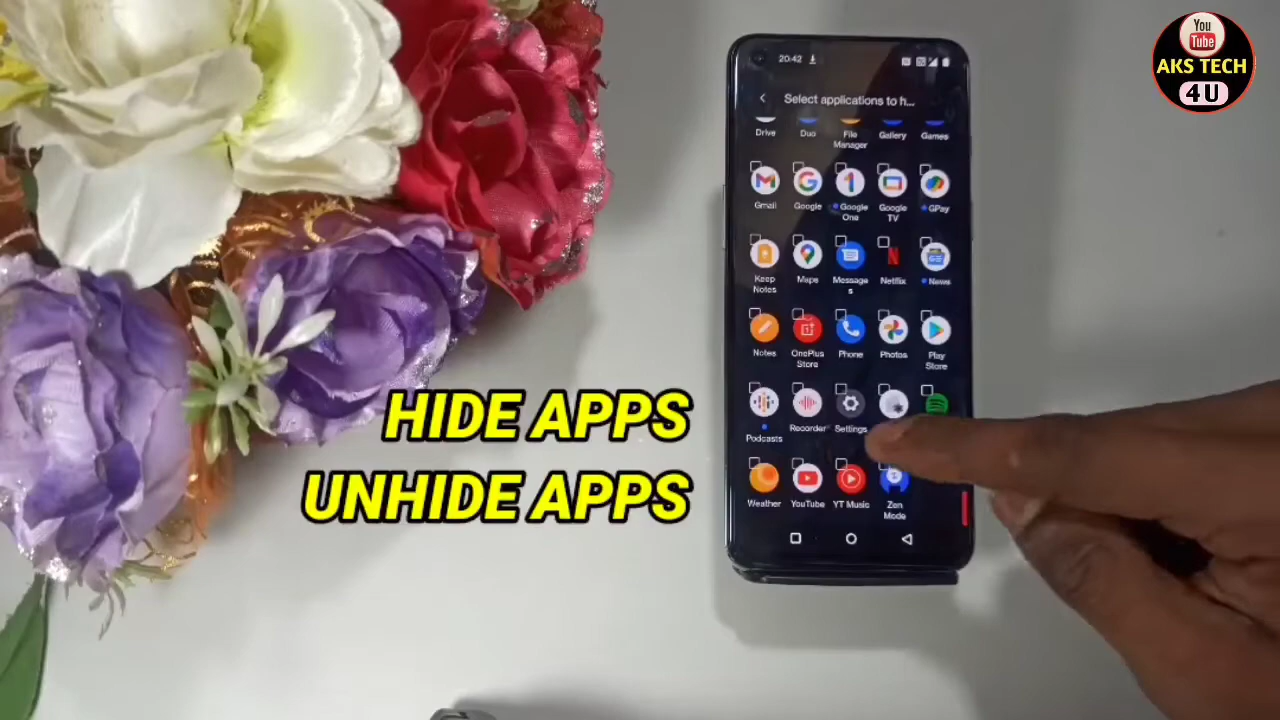 You
Tube
AKS TECH
4U
20:42
Select applications to h...
Drive Duo File Manager Gallery Games
Gmail Google Google One Google TV GPay
Keep Notes Maps Messages Netflix News
Notes OnePlus Store Phone Photos Play Store
Podcasts Recorder Settings
Weather YouTube YT Music Zen Mode
HIDE APPS
UNHIDE APPS